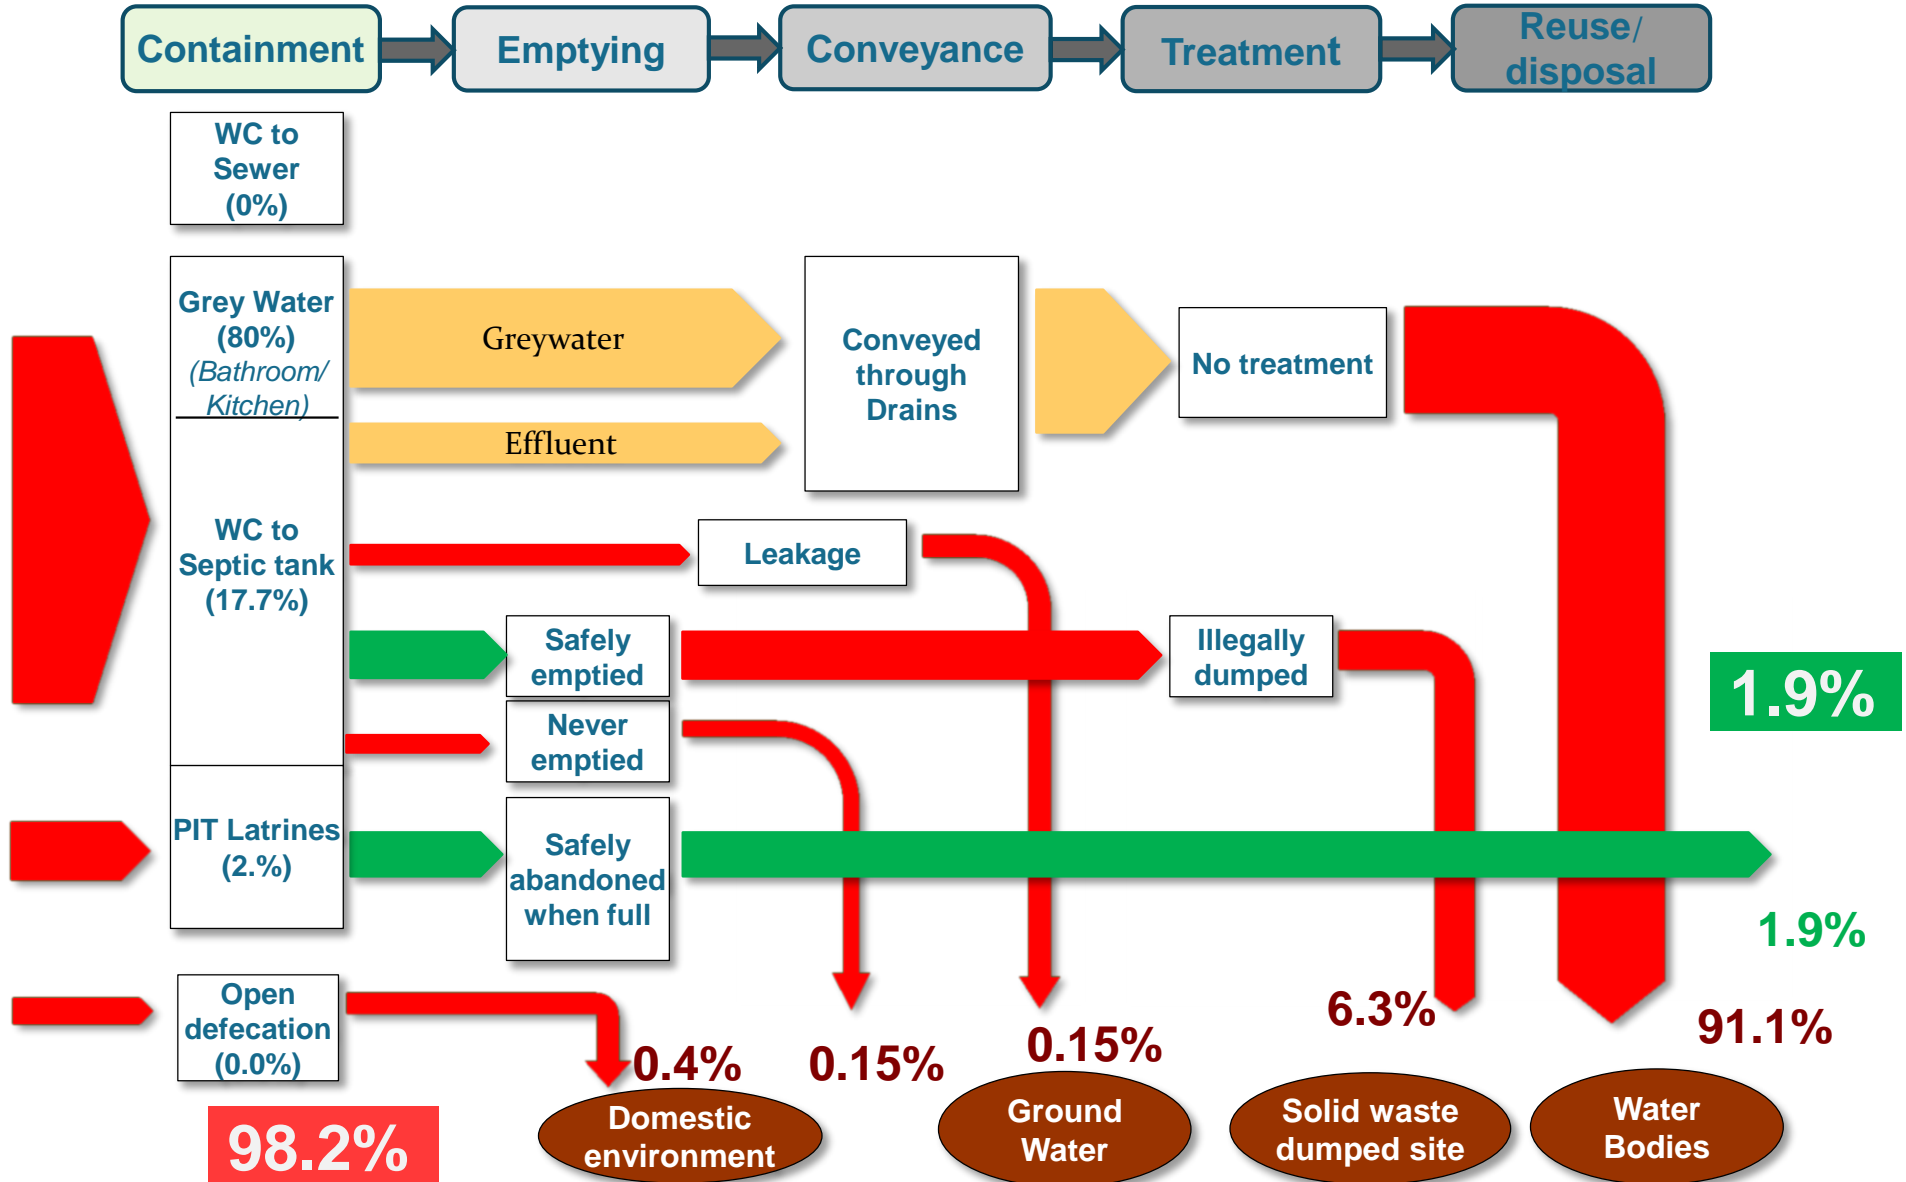 Containment
Emptying
Conveyance
Treatment
Reuse/
disposal
WC to
Sewer
(0%)
Grey Water
(80%)
(Bathroom/
Kitchen)
Greywater
Conveyed
through
Drains
No treatment
Effluent
WC to
Septic tank
(17.7%)
Leakage
Safely
emptied
Illegally
dumped
1.9%
Never
emptied
PIT Latrines
(2.%)
Safely
abandoned
when full
1.9%
Open
defecation
(0.0%)
0.4%
0.15%
0.15%
6.3%
91.1%
98.2%
Domestic
environment
Ground
Water
Solid waste
dumped site
Water
Bodies